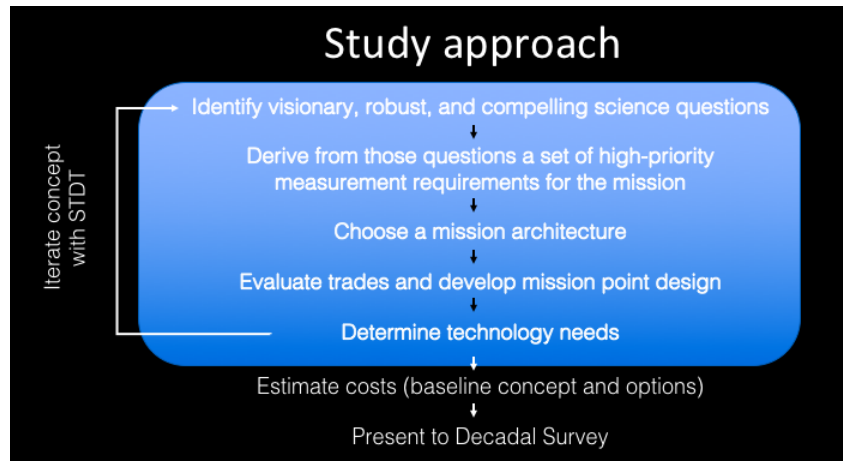 Study approach
Identify visionary, robust, and compelling science questions
Derive from those questions a set of high-priority
measurement requirements for the mission
Choose a mission architecture
Evaluate trades and develop mission point design
Determine technology needs
Iterate concept
with STDT
Estimate costs (baseline concept and options)
Present to Decadal Survey